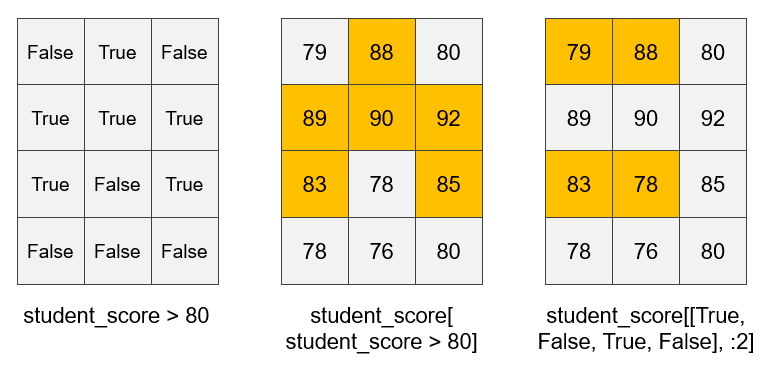 False True False
True True True
True False True
False False False
student_score > 80
79 88 80
89 90 92
83 78 85
78 76 80
student_score[
student_score > 80]
79 88 80
89 90 92
83 78 85
78 76 80
student_score[[True,
False, True, False], :2]